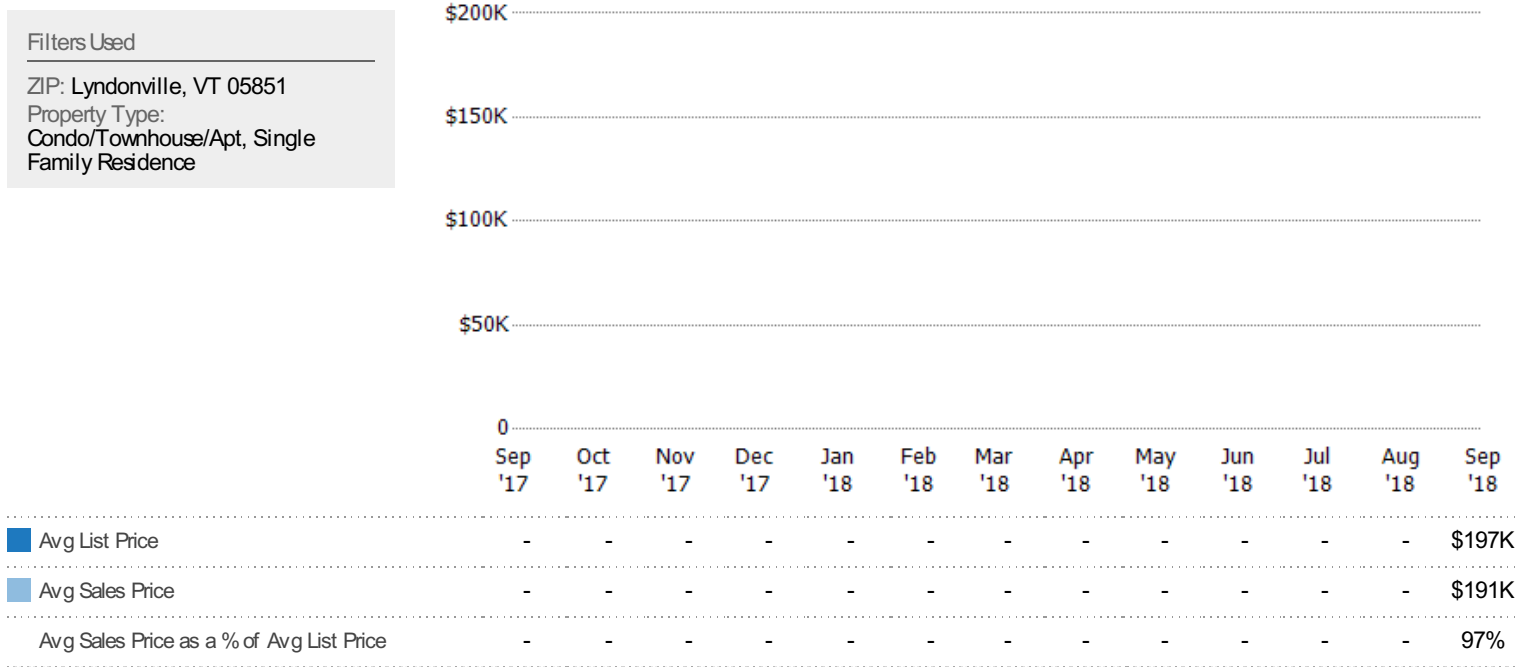 Filters Used
ZIP: Lyndonville, VT 05851
Property Type:
Condo/Townhouse/Apt, Single
Family Residence
$200K
$150K
$100K
$50K
0
Sep Oct Nov Dec Jan Feb Mar Apr May Jun Jul Aug Sep
'17 '17 '17 '17 '18 '18 '18 '18 '18 '18 '18 '18 '18
Avg List Price - - - - - - - - - - - - $197K
Avg Sales Price - - - - - - - - - - - - $191K
Avg Sales Price as a % of Avg List Price - - - - - - - - - - - - 97%